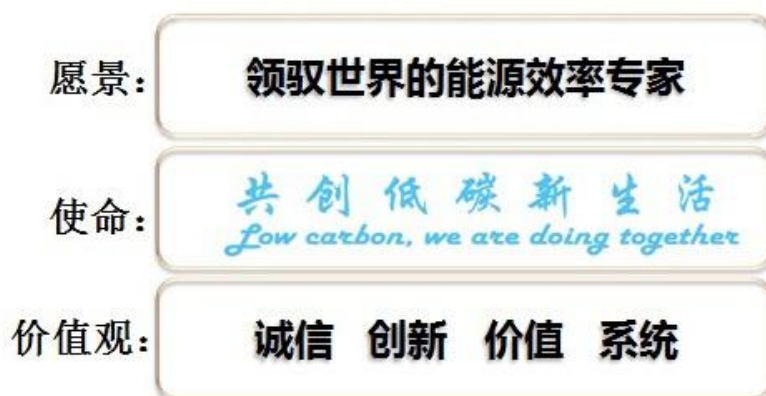 愿景：
领驭世界的能源效率专家
使命：
共创低碳新生活
Low carbon, we are doing together
价值观：
诚信 创新 价值 系统